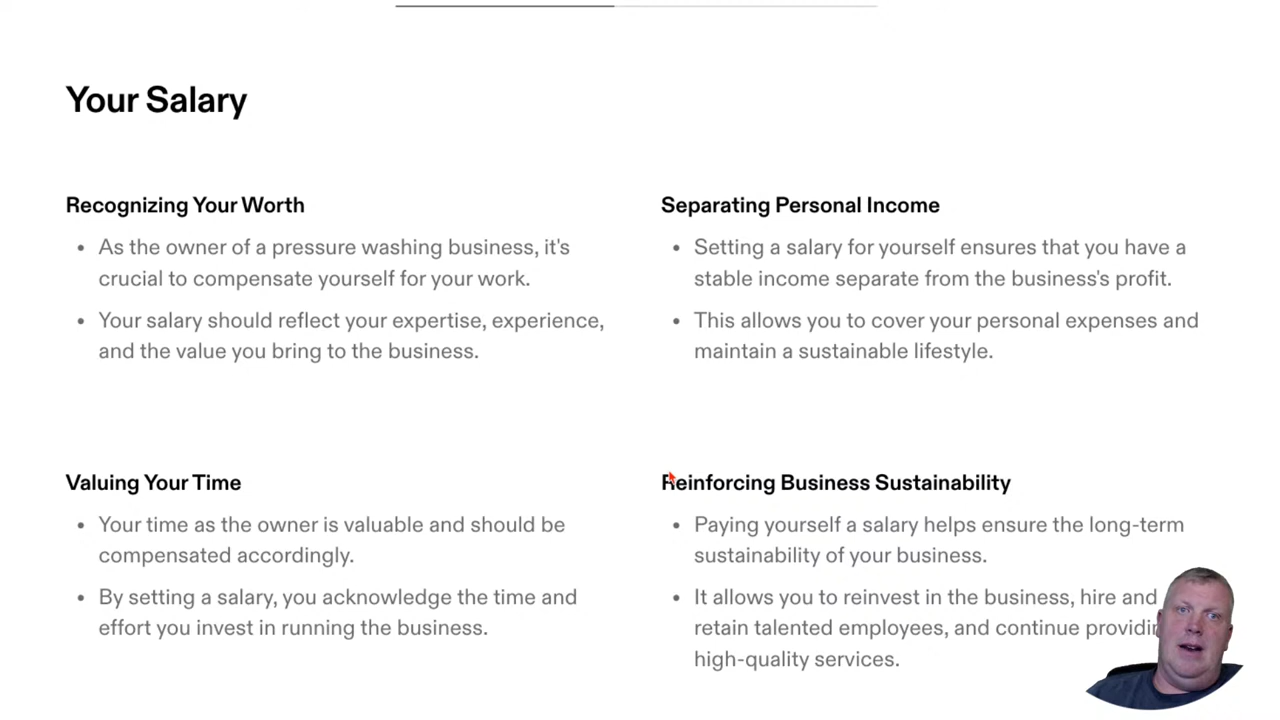 Your Salary
Recognizing Your Worth
• As the owner of a pressure washing business, it's
crucial to compensate yourself for your work.
• Your salary should reflect your expertise, experience,
and the value you bring to the business.
Separating Personal Income
• Setting a salary for yourself ensures that you have a
stable income separate from the business's profit.
• This allows you to cover your personal expenses and
maintain a sustainable lifestyle.
Valuing Your Time
• Your time as the owner is valuable and should be
compensated accordingly.
• By setting a salary, you acknowledge the time and
effort you invest in running the business.
Reinforcing Business Sustainability
• Paying yourself a salary helps ensure the long-term
sustainability of your business.
• It allows you to reinvest in the business, hire and
retain talented employees, and continue
high-quality services.